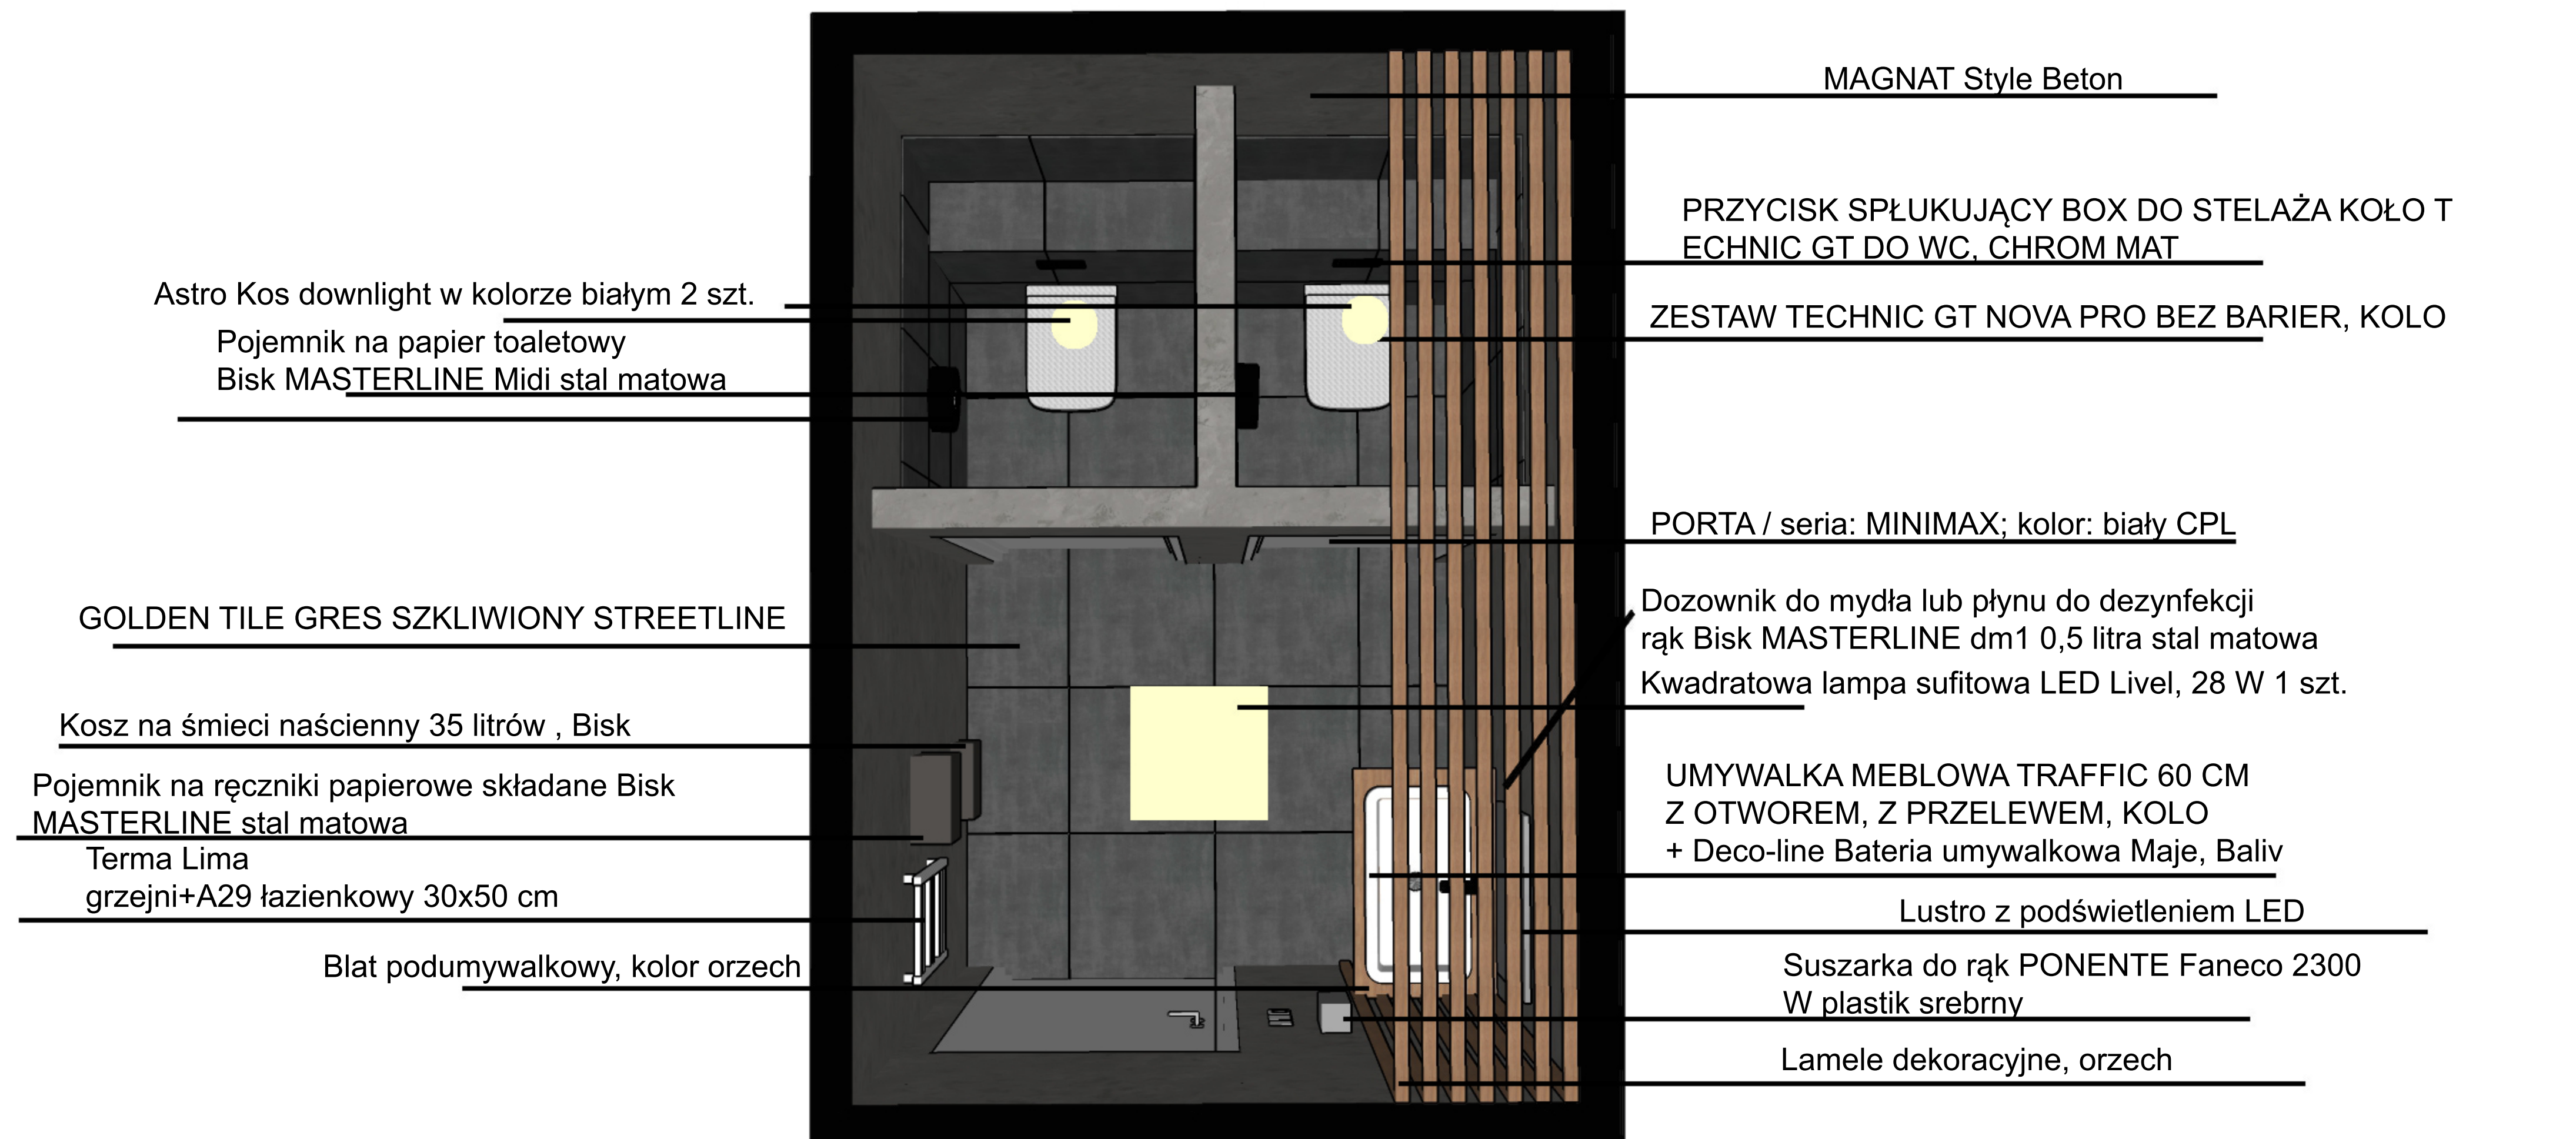 MAGNAT Style Beton
PRZYCISK SPŁUKUJĄCY BOX DO STELAŻA KOŁO T
ECHNIC GT DO WC, CHROM MAT
ZESTAW TECHNIC GT NOVA PRO BEZ BARIER, KOLO
PORTA / seria: MINIMAX; kolor: biały CPL
Dozownik do mydła lub płynu do dezynfekcji
rąk Bisk MASTERLINE dm1 0,5 litra stal matowa
Kwadratowa lampa sufitowa LED Livel, 28 W 1 szt.
UMYWALKA MEBLOWA TRAFFIC 60 CM
Z OTWOREM, Z PRZELEWEM, KOLO
+ Deco-line Bateria umywalkowa Maje, Baliv
Lustro z podświetleniem LED
Suszarka do rąk PONENTE Faneco 2300
W plastik srebrny
Lamele dekoracyjne, orzech
Astro Kos downlight w kolorze białym 2 szt.
Pojemnik na papier toaletowy
Bisk MASTERLINE Midi stal matowa
GOLDEN TILE GRES SZKLIWIONY STREETLINE
Kosz na śmieci naścienny 35 litrów , Bisk
Pojemnik na ręczniki papierowe składane Bisk
MASTERLINE stal matowa
Terma Lima
grzejni+A29 łazienkowy 30x50 cm
Blat podumywalkowy, kolor orzech